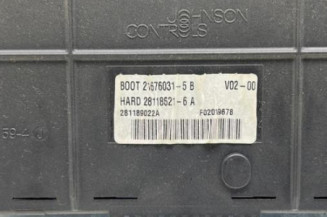 JOHNSON
CONTROLS
BOOT 21676031-5 B V02-00
HARD 28118521-6 A
281189022A F02019678